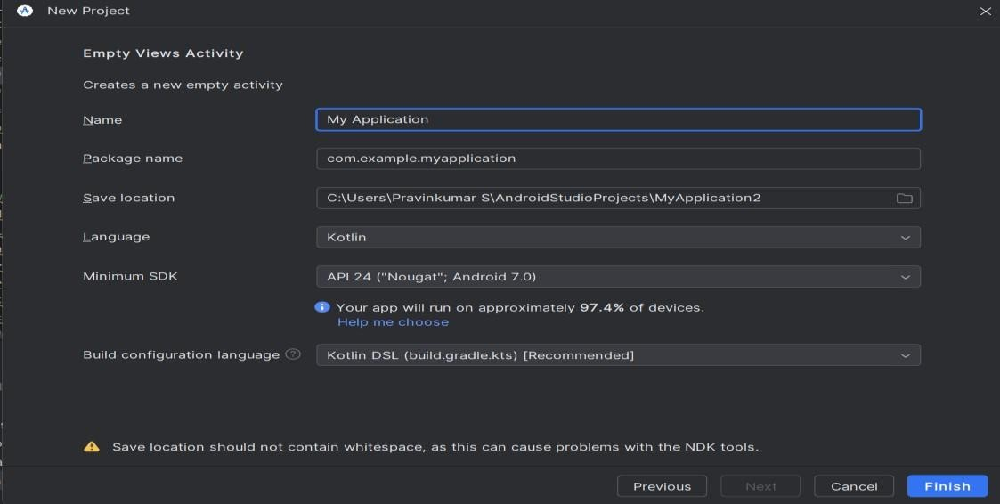 New Project
Empty Views Activity
Creates a new empty activity
Name My Application
Package name com.example.myapplication
Save location C:\Users\Pravinkumar S\AndroidStudioProjects\MyApplication2
Language Kotlin
Minimum SDK API 24 ("Nougat"; Android 7.0)
Your app will run on approximately 97.4% of devices.
Help me choose
Build configuration language ? Kotlin DSL (build.gradle.kts) [Recommended]
Save location should not contain whitespace, as this can cause problems with the NDK tools.
Previous Next Cancel Finish